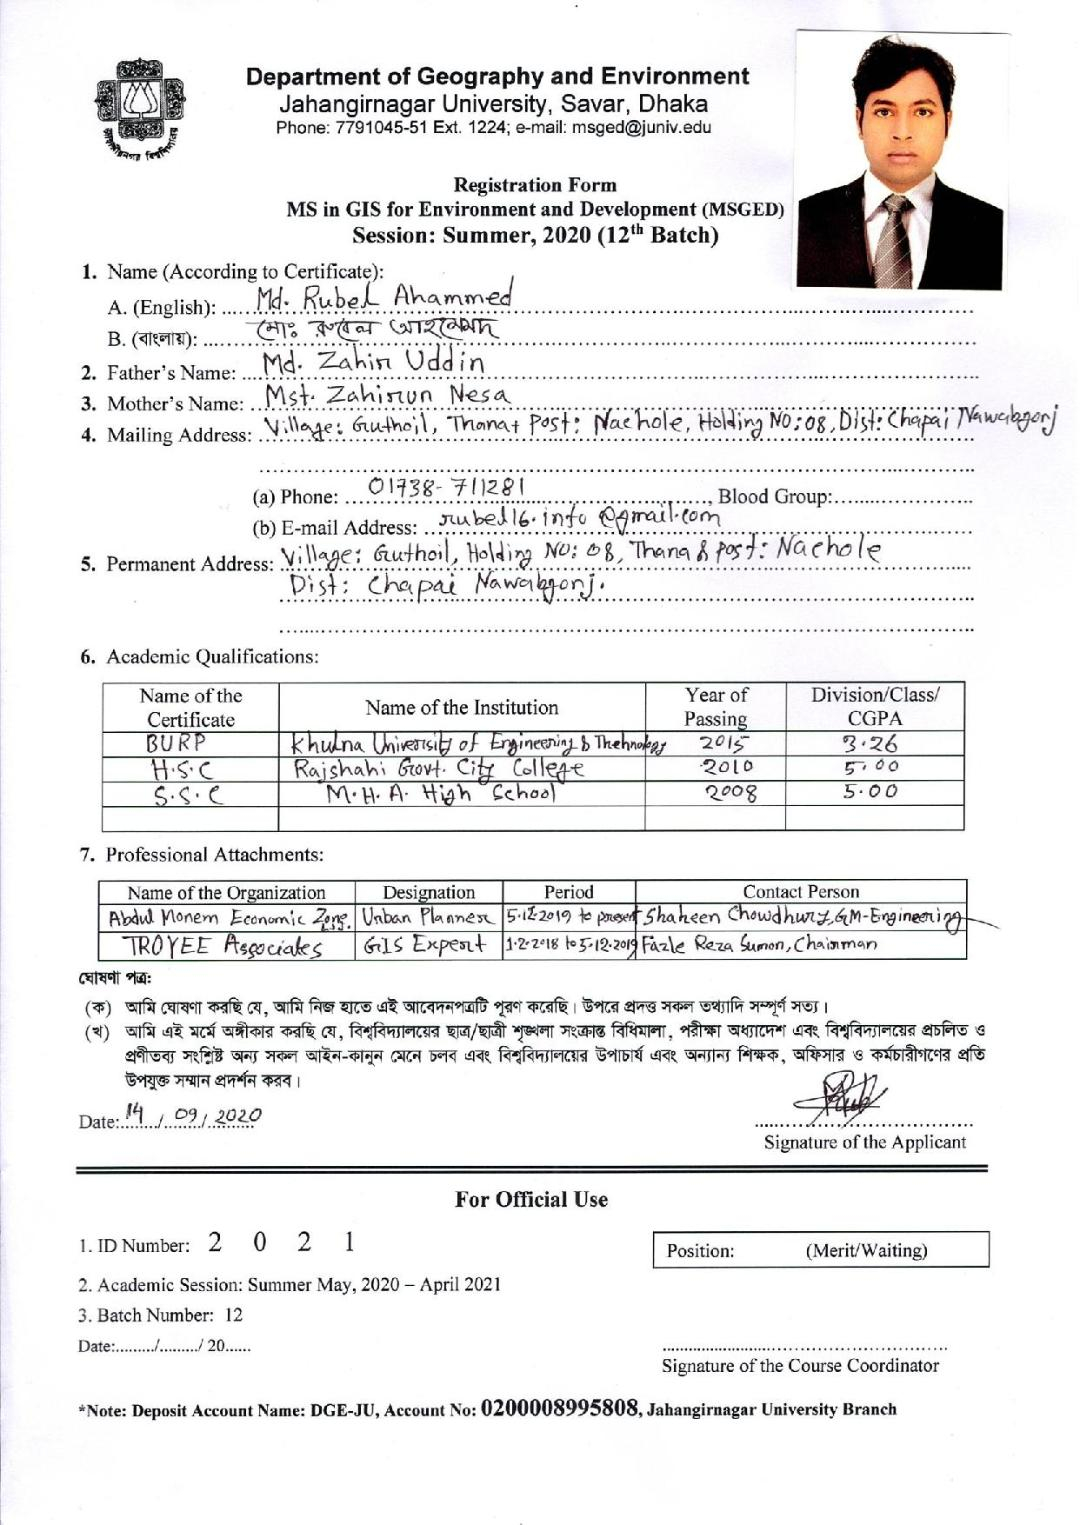 জাহাঙ্গীরনগর বিশ্ববিদ্যালয়
Department of Geography and Environment
Jahangirnagar University, Savar, Dhaka
Phone: 7791045-51 Ext. 1224; e-mail: msged@juniv.edu
Registration Form
MS in GIS for Environment and Development (MSGED)
Session: Summer, 2020 (12th Batch)
1. Name (According to Certificate):
A. (English): Md. Rubel Ahammed
B. (বাংলায়): মোঃ রুবেল আহাম্মেদ
2. Father's Name: Md. Zahir Uddin
3. Mother's Name: Mst. Zahirun Nesa
4. Mailing Address: Village: Guthoil, Thana+ Post: Nachole, Holding NO: 08, Dist: Chapai Nawabgonj
(a) Phone: 01738-711281, Blood Group:
(b) E-mail Address: rubel16.info@gmail.com
5. Permanent Address: Village: Guthoil, Holding NO: 08, Thana & post: Nachole
Dist: Chapai Nawabgonj.
6. Academic Qualifications:
Name of the Certificate | Name of the Institution | Year of Passing | Division/Class/ CGPA
BURP | Khulna University of Engineering & Thehnology | 2015 | 3.26
H.S.C | Rajshahi Govt. City College | 2010 | 5.00
S.S.C | M.H.A. High School | 2008 | 5.00
7. Professional Attachments:
Name of the Organization | Designation | Period | Contact Person
Abdul Monem Economic Zone | Urban Planner | 5-12-2019 to present | Shaheen Chowdhury, GM-Engineering
TROYEE Associates | GIS Expert | 1-2-2018 to 5-12-2019 | Fazle Reza Sumon, Chairman
ঘোষণা পত্র:
(ক) আমি ঘোষণা করছি যে, আমি নিজ হাতে এই আবেদনপত্রটি পূরণ করেছি। উপরে প্রদত্ত সকল তথ্যাদি সম্পূর্ণ সত্য।
(খ) আমি এই মর্মে অঙ্গীকার করছি যে, বিশ্ববিদ্যালয়ের ছাত্র/ছাত্রী শৃঙ্খলা সংক্রান্ত বিধিমালা, পরীক্ষা অধ্যাদেশ এবং বিশ্ববিদ্যালয়ের প্রচলিত ও
প্রণীতব্য সংশ্লিষ্ট অন্য সকল আইন-কানুন মেনে চলব এবং বিশ্ববিদ্যালয়ের উপাচার্য এবং অন্যান্য শিক্ষক, অফিসার ও কর্মচারীগণের প্রতি
উপযুক্ত সম্মান প্রদর্শন করব।
Date: 14/09/2020
Signature of the Applicant
For Official Use
1. ID Number: 2 0 2 1
Position: (Merit/Waiting)
2. Academic Session: Summer May, 2020 – April 2021
3. Batch Number: 12
Date:........./........./ 20......
Signature of the Course Coordinator
*Note: Deposit Account Name: DGE-JU, Account No: 0200008995808, Jahangirnagar University Branch